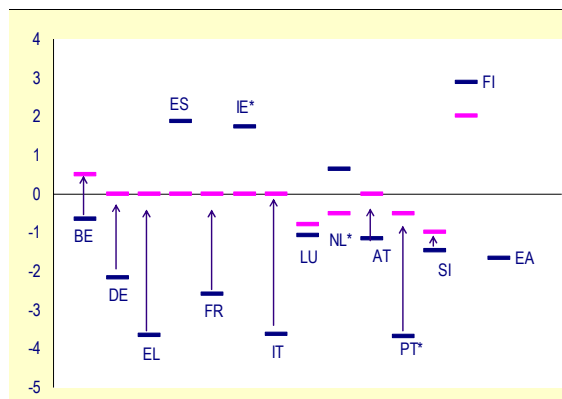 4
3
2
1
0
-1
-2
-3
-4
-5
BE
DE
EL
ES
FR
IE*
IT
LU
NL*
AT
PT*
SI
FI
EA